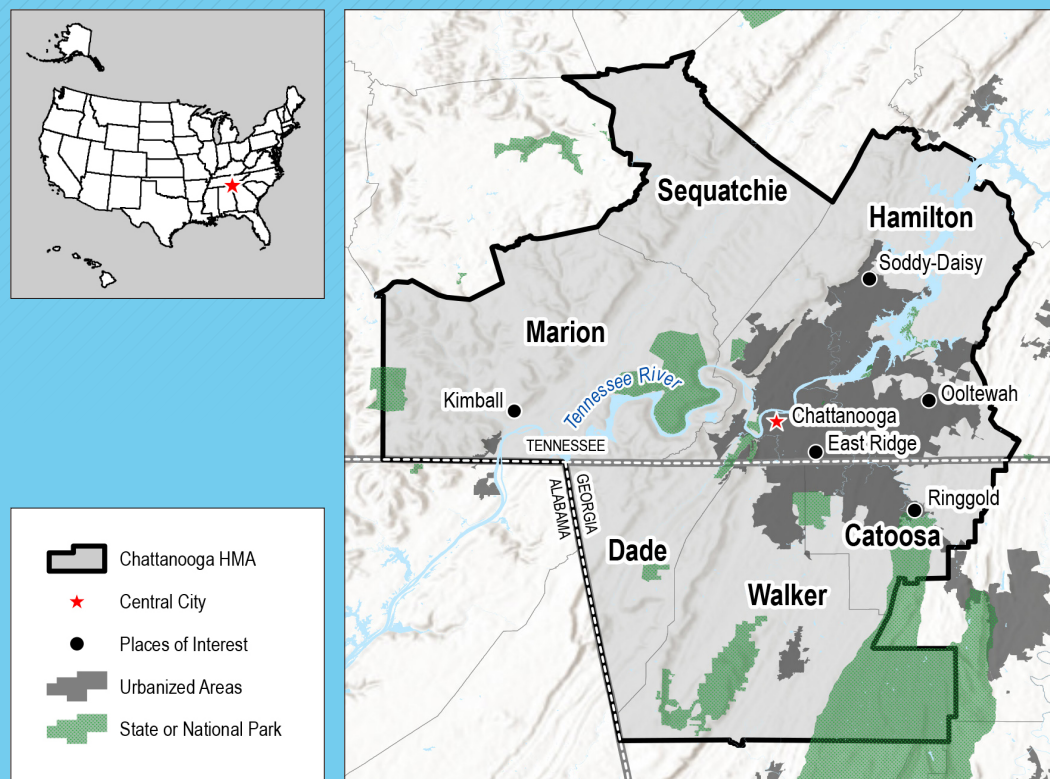 Sequatchie
Hamilton
Soddy-Daisy
Marion
Tennessee River
Kimball
Ooltewah
Chattanooga
East Ridge
TENNESSEE
ALABAMA
GEORGIA
Ringgold
Catoosa
Dade
Walker
Chattanooga HMA
Central City
Places of Interest
Urbanized Areas
State or National Park